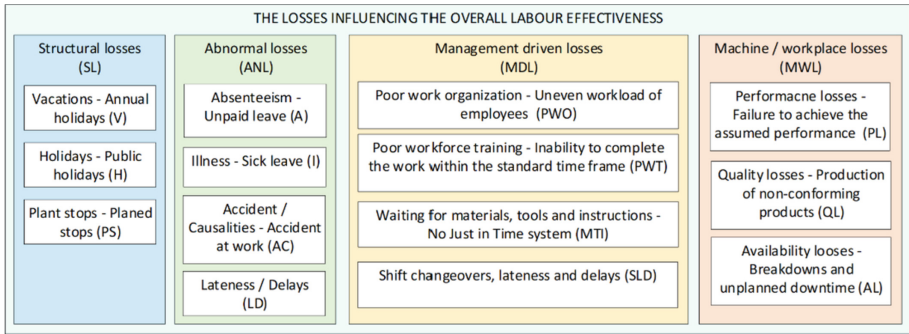 THE LOSSES INFLUENCING THE OVERALL LABOUR EFFECTIVENESS
Structural losses
(SL)
Vacations - Annual
holidays (V)
Holidays - Public
holidays (H)
Plant stops - Planed
stops (PS)
Abnormal losses
(ANL)
Absenteeism -
Unpaid leave (A)
Illness - Sick leave (I)
Accident /
Causalities - Accident
at work (AC)
Lateness / Delays
(LD)
Management driven losses
(MDL)
Poor work organization - Uneven workload of
employees (PWO)
Poor workforce training - Inability to complete
the work within the standard time frame (PWT)
Waiting for materials, tools and instructions -
No Just in Time system (MTI)
Shift changeovers, lateness and delays (SLD)
Machine / workplace losses
(MWL)
Performacne losses -
Failure to achieve the
assumed performance (PL)
Quality losses - Production
of non-conforming
products (QL)
Availability looses -
Breakdowns and
unplanned downtime (AL)